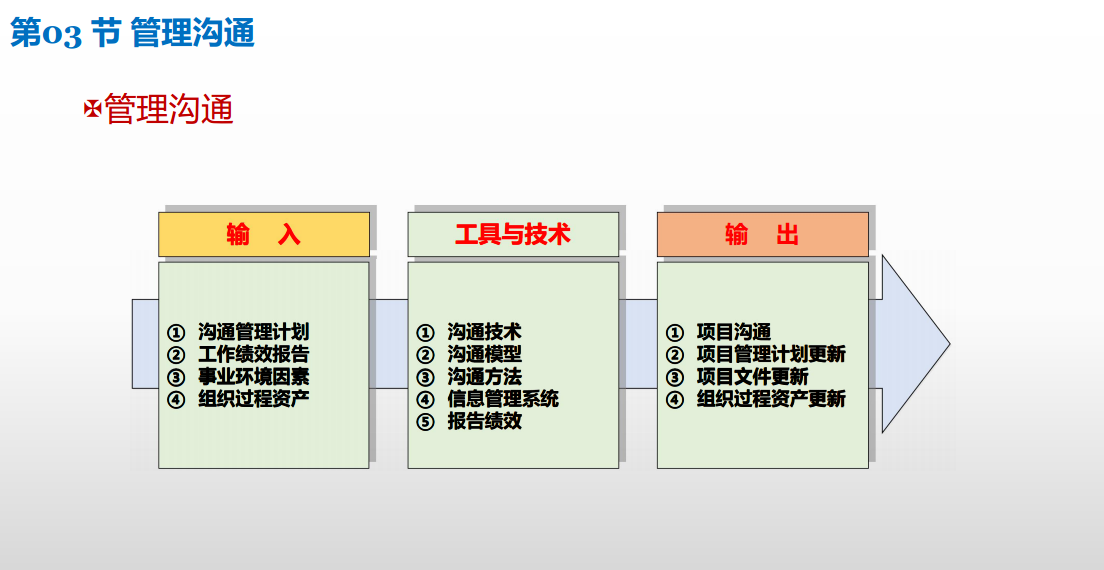 第03 节 管理沟通
✠管理沟通
输 入
① 沟通管理计划
② 工作绩效报告
③ 事业环境因素
④ 组织过程资产
工具与技术
① 沟通技术
② 沟通模型
③ 沟通方法
④ 信息管理系统
⑤ 报告绩效
输 出
① 项目沟通
② 项目管理计划更新
③ 项目文件更新
④ 组织过程资产更新